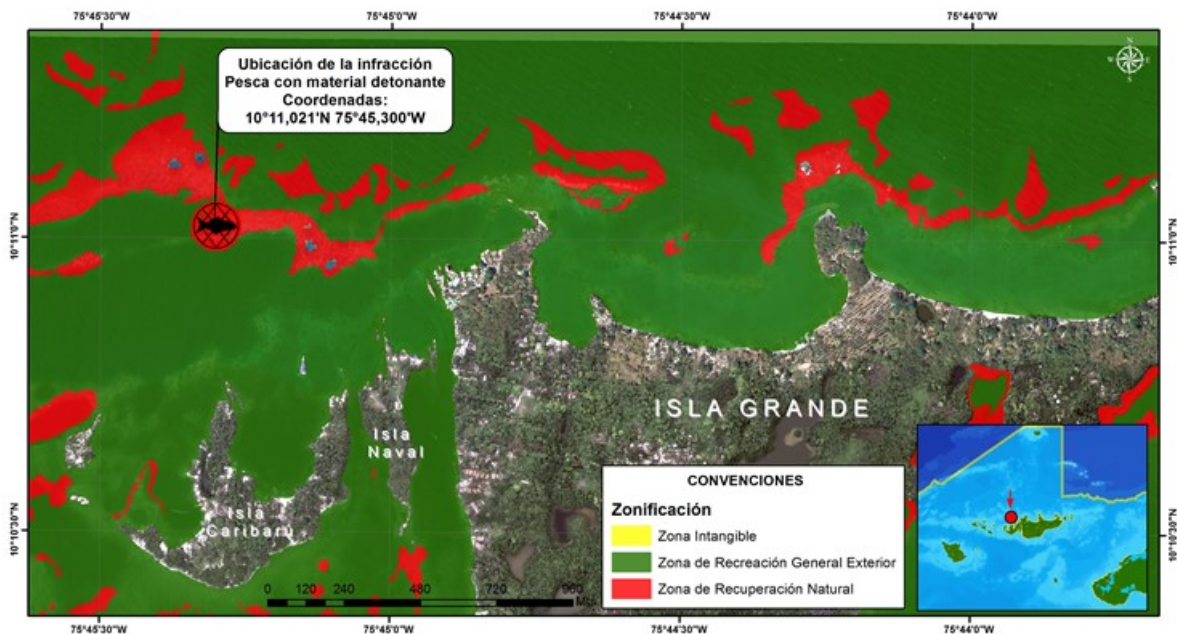 75°45'30"W 75°45'0"W 75°44'30"W 75°44'0"W
Ubicación de la infracción
Pesca con material detonante
Coordenadas:
10°11,021'N 75°45,300'W
N
W E
S
10°11'0"N
10°11'0"N
ISLA GRANDE
Isla
Naval
Isla
Caribarú
CONVENCIONES
Zonificación
Zona Intangible
Zona de Recreación General Exterior
Zona de Recuperación Natural
10°10'30"N
10°10'30"N
0 120 240 480 720 960
Mts
75°45'30"W 75°45'0"W 75°44'30"W 75°44'0"W